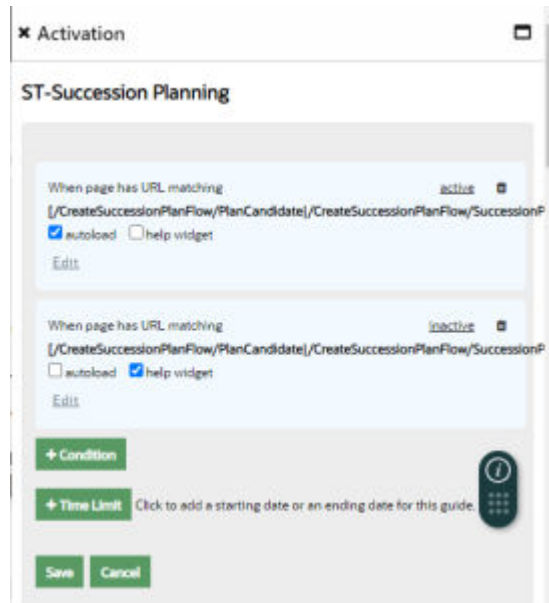 ✖ Activation
ST-Succession Planning
When page has URL matching active
[/CreateSuccessionPlanFlow/PlanCandidate|/CreateSuccessionPlanFlow/SuccessionP
autoload help widget
Edit
When page has URL matching inactive
[/CreateSuccessionPlanFlow/PlanCandidate|/CreateSuccessionPlanFlow/SuccessionP
autoload help widget
Edit
+ Condition
+ Time Limit Click to add a starting date or an ending date for this guide.
Save Cancel